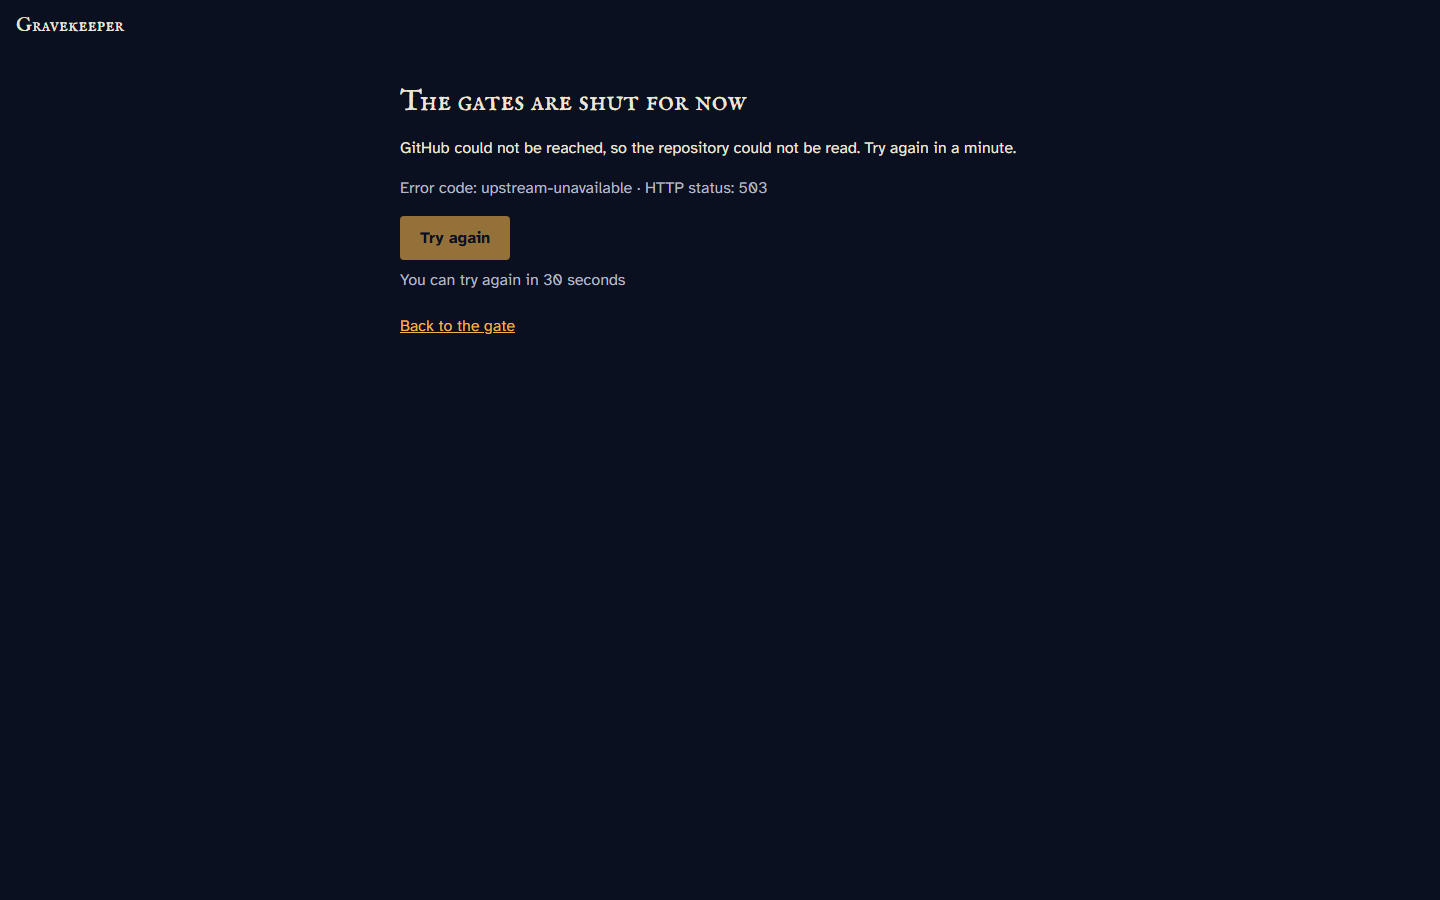 Gravekeeper
The gates are shut for now
GitHub could not be reached, so the repository could not be read. Try again in a minute.
Error code: upstream-unavailable · HTTP status: 503
Try again
You can try again in 30 seconds
Back to the gate